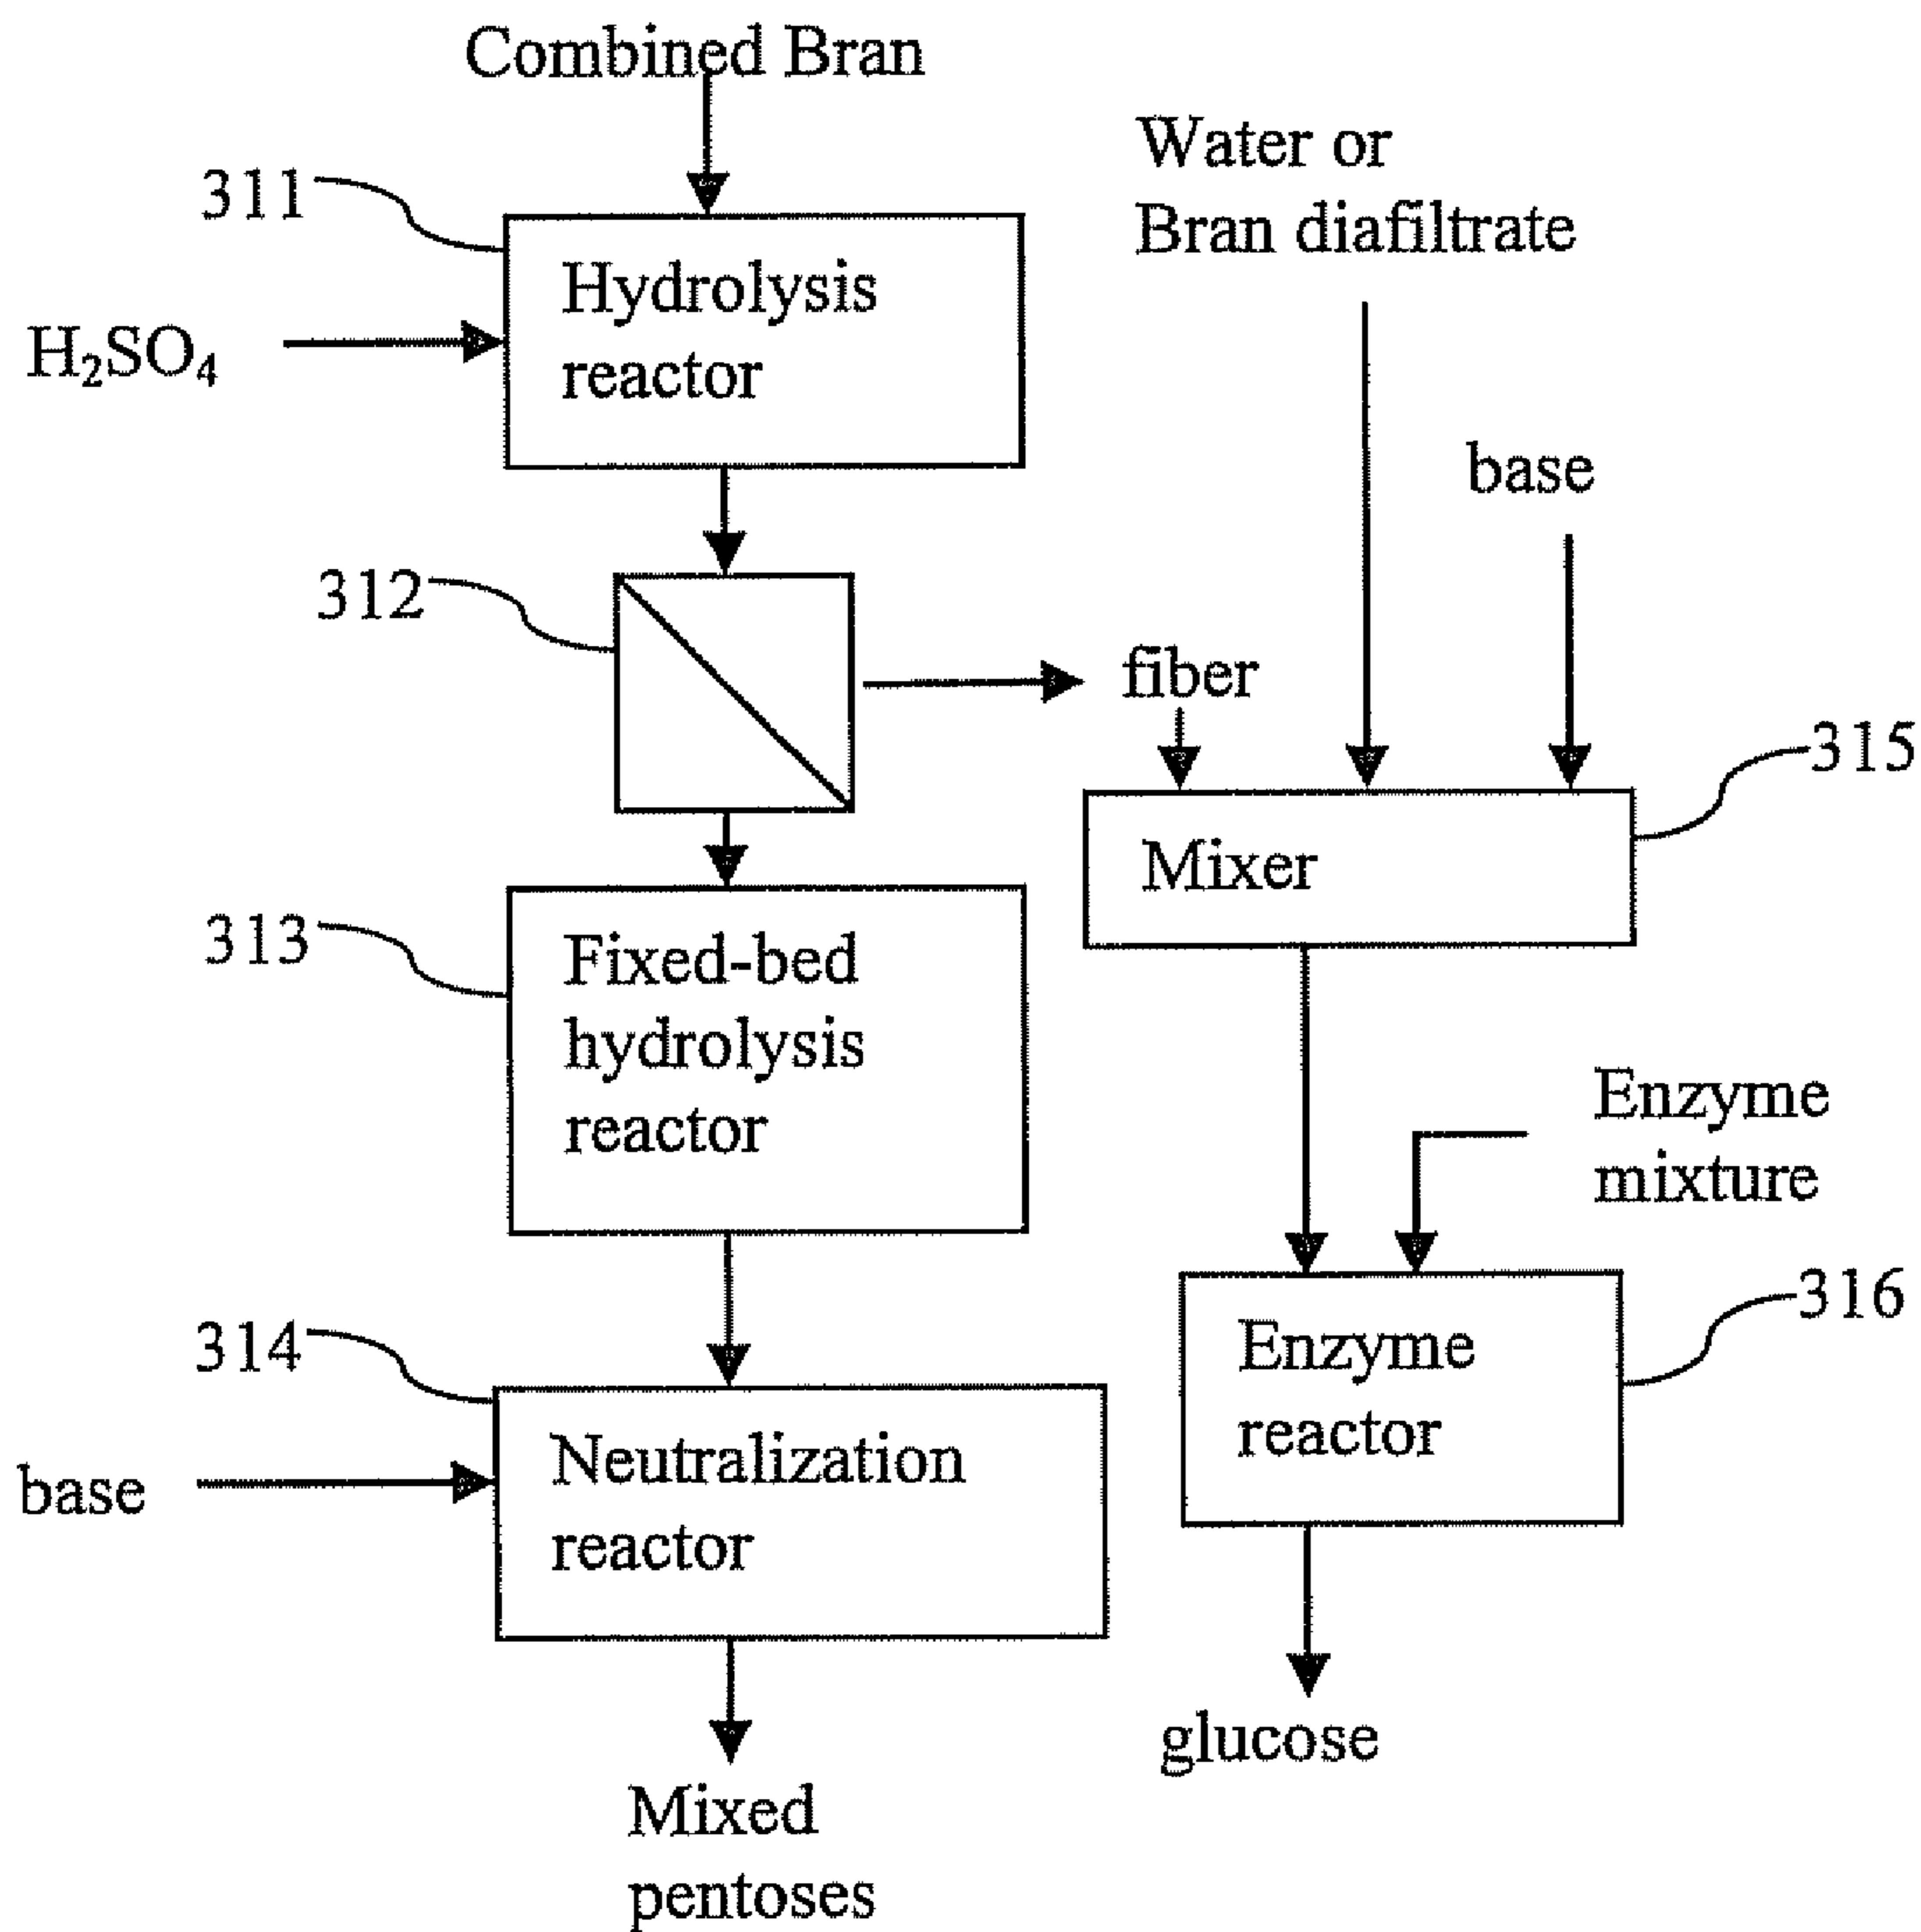 Combined Bran
Water or
Bran diafiltrate
311
Hydrolysis
reactor
H₂SO₄
base
312
fiber
315
Mixer
313
Fixed-bed
hydrolysis
reactor
Enzyme
mixture
316
Enzyme
reactor
314
Neutralization
reactor
base
glucose
Mixed
pentoses